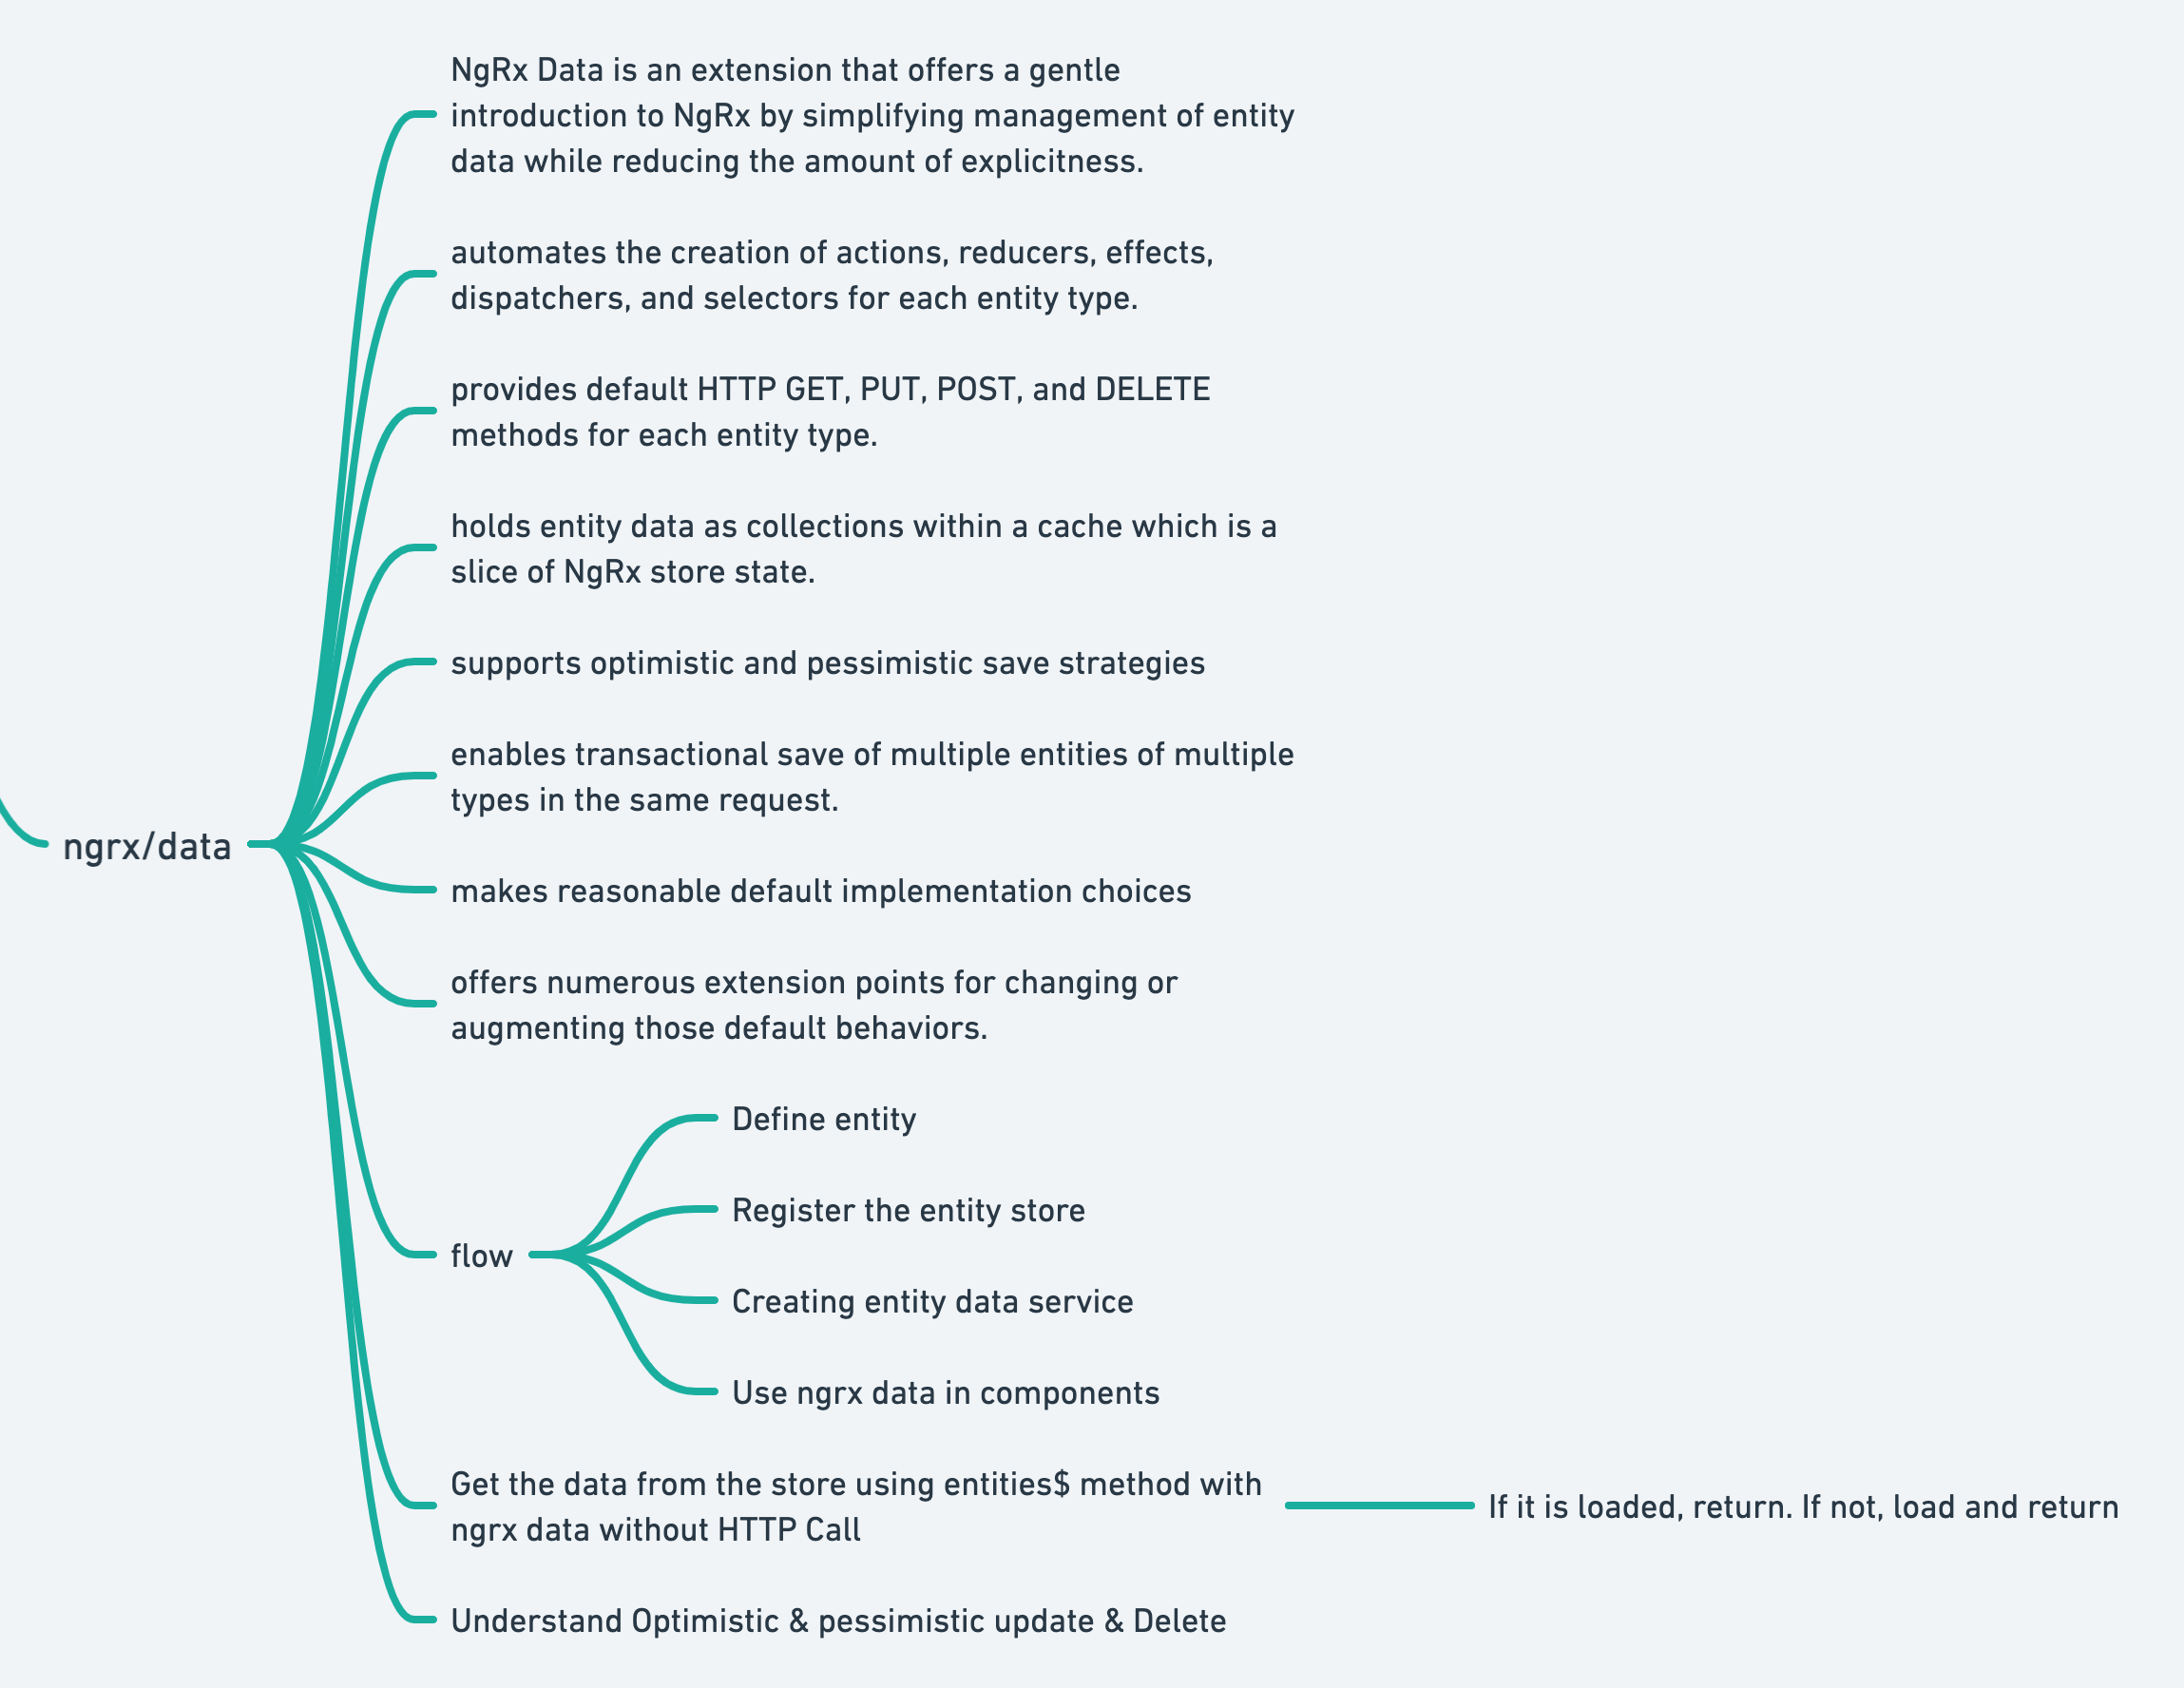 NgRx Data is an extension that offers a gentle
introduction to NgRx by simplifying management of entity
data while reducing the amount of explicitness.
automates the creation of actions, reducers, effects,
dispatchers, and selectors for each entity type.
provides default HTTP GET, PUT, POST, and DELETE
methods for each entity type.
holds entity data as collections within a cache which is a
slice of NgRx store state.
supports optimistic and pessimistic save strategies
enables transactional save of multiple entities of multiple
types in the same request.
ngrx/data
makes reasonable default implementation choices
offers numerous extension points for changing or
augmenting those default behaviors.
flow
Define entity
Register the entity store
Creating entity data service
Use ngrx data in components
Get the data from the store using entities$ method with
ngrx data without HTTP Call
If it is loaded, return. If not, load and return
Understand Optimistic & pessimistic update & Delete